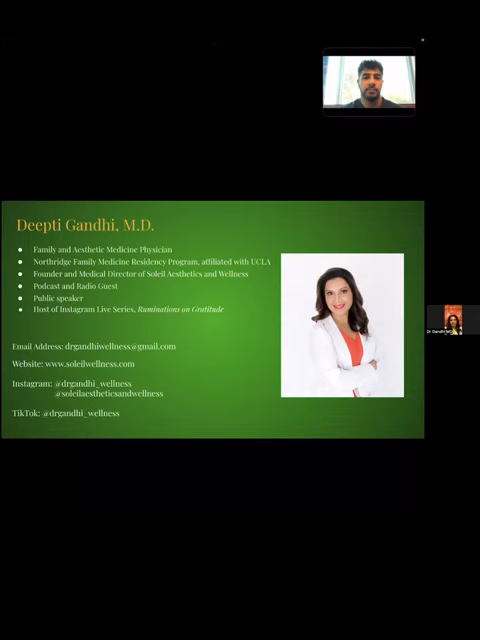 Deepti Gandhi, M.D.
● Family and Aesthetic Medicine Physician
● Northridge Family Medicine Residency Program, affiliated with UCLA
● Founder and Medical Director of Soleil Aesthetics and Wellness
● Podcast and Radio Guest
● Public speaker
● Host of Instagram Live Series, Ruminations on Gratitude
Email Address: drgandhiwellness@gmail.com
Website: www.soleilwellness.com
Instagram: @drgandhi_wellness
@soleilaestheticsandwellness
TikTok: @drgandhi_wellness
Dr Gandhi